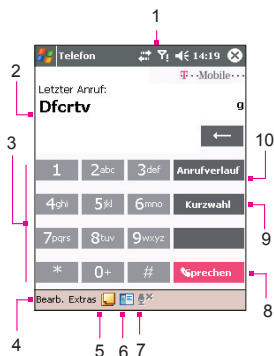 1
Telefon 14:19
T··Mobile···
2
Letzter Anruf:
Dfcrtv g
3
10
1 2abc 3def Anrufverlauf
4ghi 5jkl 6mno Kurzwahl
9
7pqrs 8tuv 9wxyz
* 0+ # Sprechen
8
Bearb. Extras
4
5 6 7